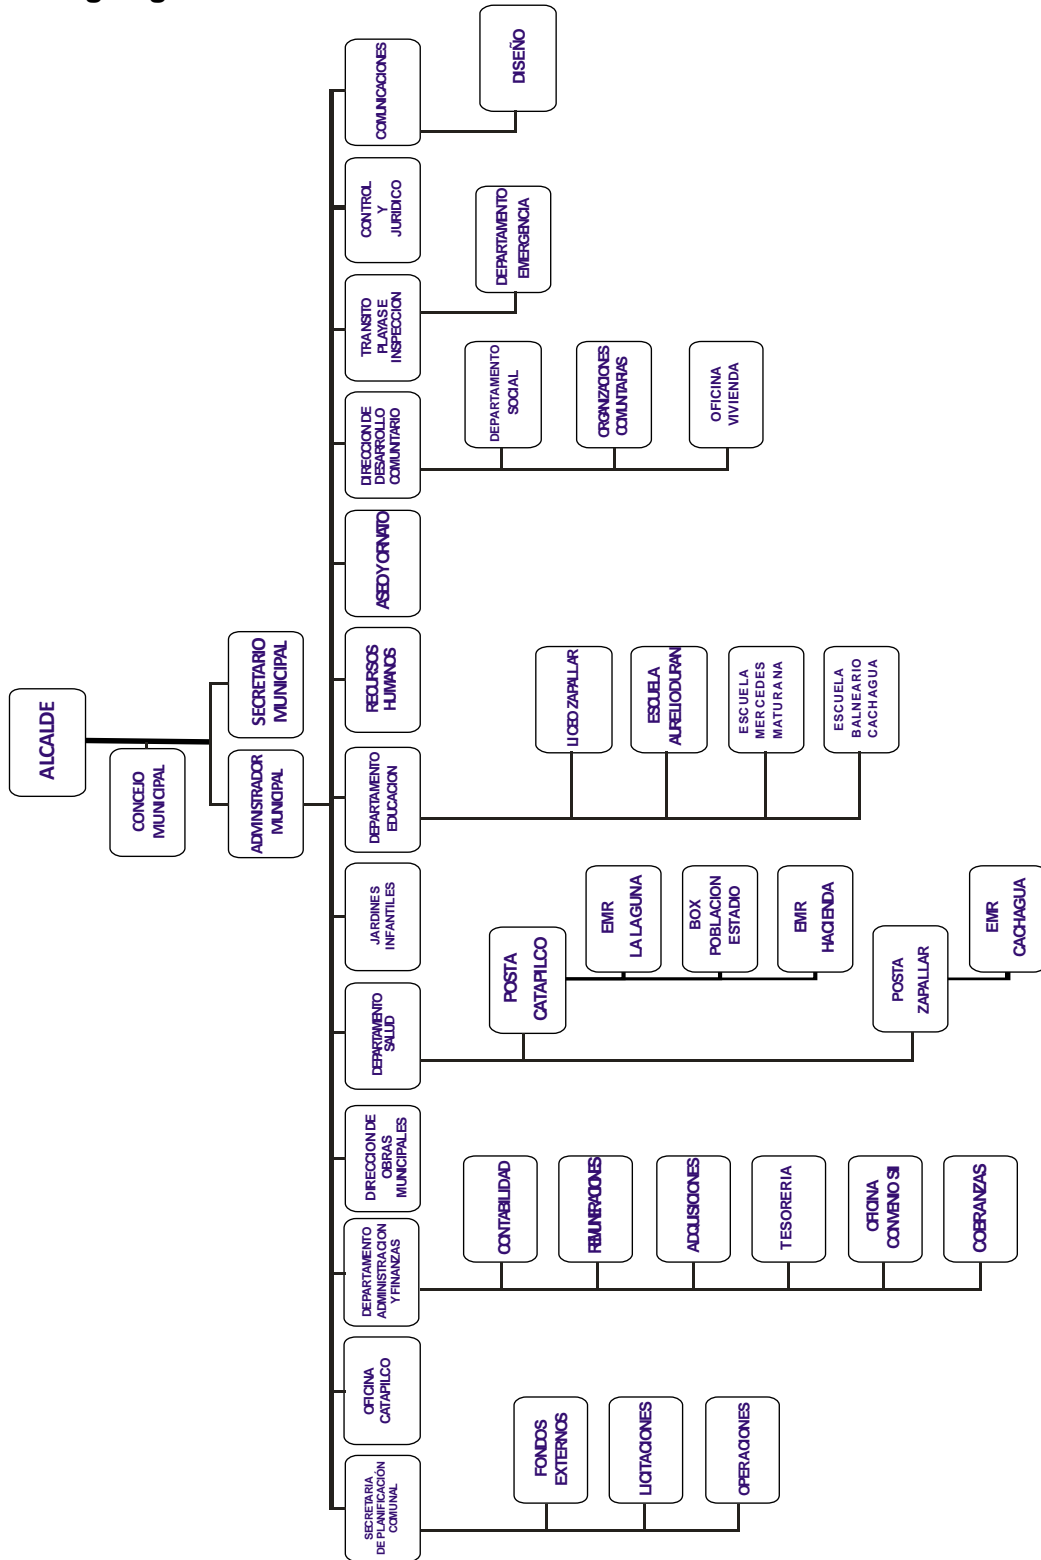 ALCALDE
CONCEJO
MUNICIPAL
SECRETARIO
MUNICIPAL
ADMINISTRADOR
MUNICIPAL
SECRETARIA
DE PLANIFICACIÓN
COMUNAL
OFICINA
CATAPILCO
DEPARTAMENTO
ADMINISTRACION
Y FINANZAS
DIRECCION DE
OBRAS
MUNICIPALES
DEPARTAMENTO
SALUD
JARDINES
INFANTILES
DEPARTAMENTO
EDUCACION
RECURSOS
HUMANOS
ASEO Y ORNATO
DIRECCION DE
DESARROLLO
COMUNITARIO
TRANSITO
PLAYAS E
INSPECCION
CONTROL
Y
JURIDICO
COMUNICACIONES
FONDOS
EXTERNOS
LICITACIONES
OPERACIONES
CONTABILIDAD
REMUNERACIONES
ADQUISICIONES
TESORERIA
OFICINA
CONVENIO SII
COBRANZAS
POSTA
CATAPILCO
EMR
LA LAGUNA
BOX
POBLACION
ESTADIO
EMR
HACIENDA
POSTA
ZAPALLAR
EMR
CACHAGUA
LICEO ZAPALLAR
ESCUELA
AURELIO DURAN
ESCUELA
MERCEDES
MATURANA
ESCUELA
BALNEARIO
CACHAGUA
DEPARTAMENTO
SOCIAL
ORGANIZACIONES
COMUNITARIAS
OFICINA
VIVIENDA
DEPARTAMENTO
EMERGENCIA
DISEÑO